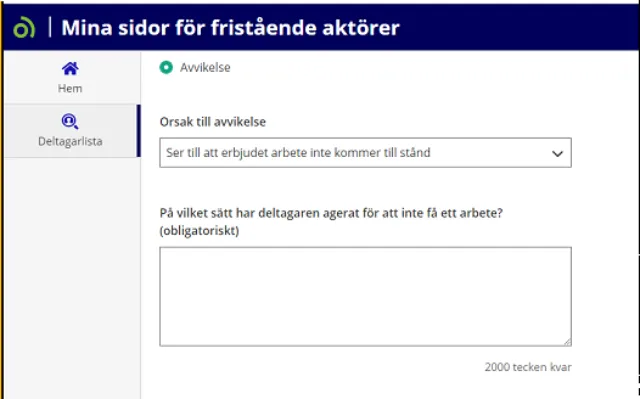 Mina sidor för fristående aktörer
Hem
Deltagarlista
Avvikelse
Orsak till avvikelse
Ser till att erbjudet arbete inte kommer till stånd
På vilket sätt har deltagaren agerat för att inte få ett arbete?
(obligatoriskt)
2000 tecken kvar